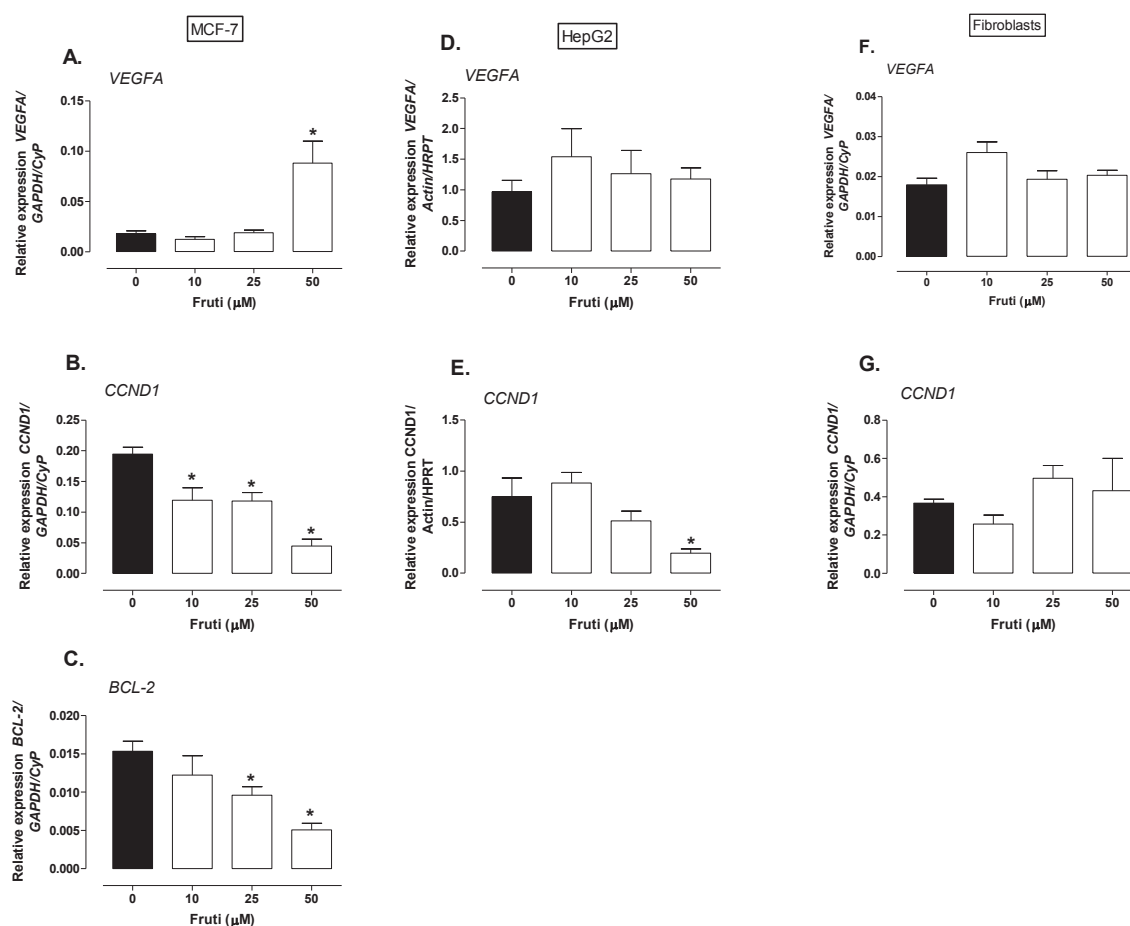 MCF-7
A.
VEGFA
Relative expression VEGFA/
GAPDH/CyP
0.15
0.10
0.05
0.00
*
0 10 25 50
Fruti (μM)
B.
CCND1
Relative expression CCND1/
GAPDH/CyP
0.25
0.20
0.15
0.10
0.05
0.00
* * *
0 10 25 50
Fruti (μM)
C.
BCL-2
Relative expression BCL-2/
GAPDH/CyP
0.020
0.015
0.010
0.005
0.000
* *
0 10 25 50
Fruti (μM)
HepG2
D.
VEGFA
Relative expression VEGFA/
Actin/HRPT
2.5
2.0
1.5
1.0
0.5
0.0
0 10 25 50
Fruti (μM)
E.
CCND1
Relative expression CCND1/
Actin/HPRT
1.5
1.0
0.5
0.0
*
0 10 25 50
Fruti (μM)
Fibroblasts
F.
VEGFA
Relative expression VEGFA/
GAPDH/CyP
0.04
0.03
0.02
0.01
0.00
0 10 25 50
Fruti (μM)
G.
CCND1
Relative expression CCND1/
GAPDH/CyP
0.8
0.6
0.4
0.2
0.0
0 10 25 50
Fruti (μM)